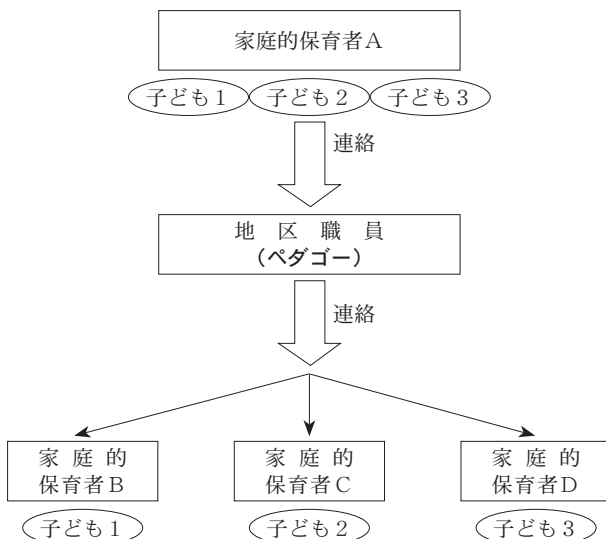 家庭的保育者A
子ども1 子ども2 子ども3
連絡
地区職員
（ペダゴー）
連絡
家庭的 家庭的 家庭的
保育者B 保育者C 保育者D
子ども1 子ども2 子ども3